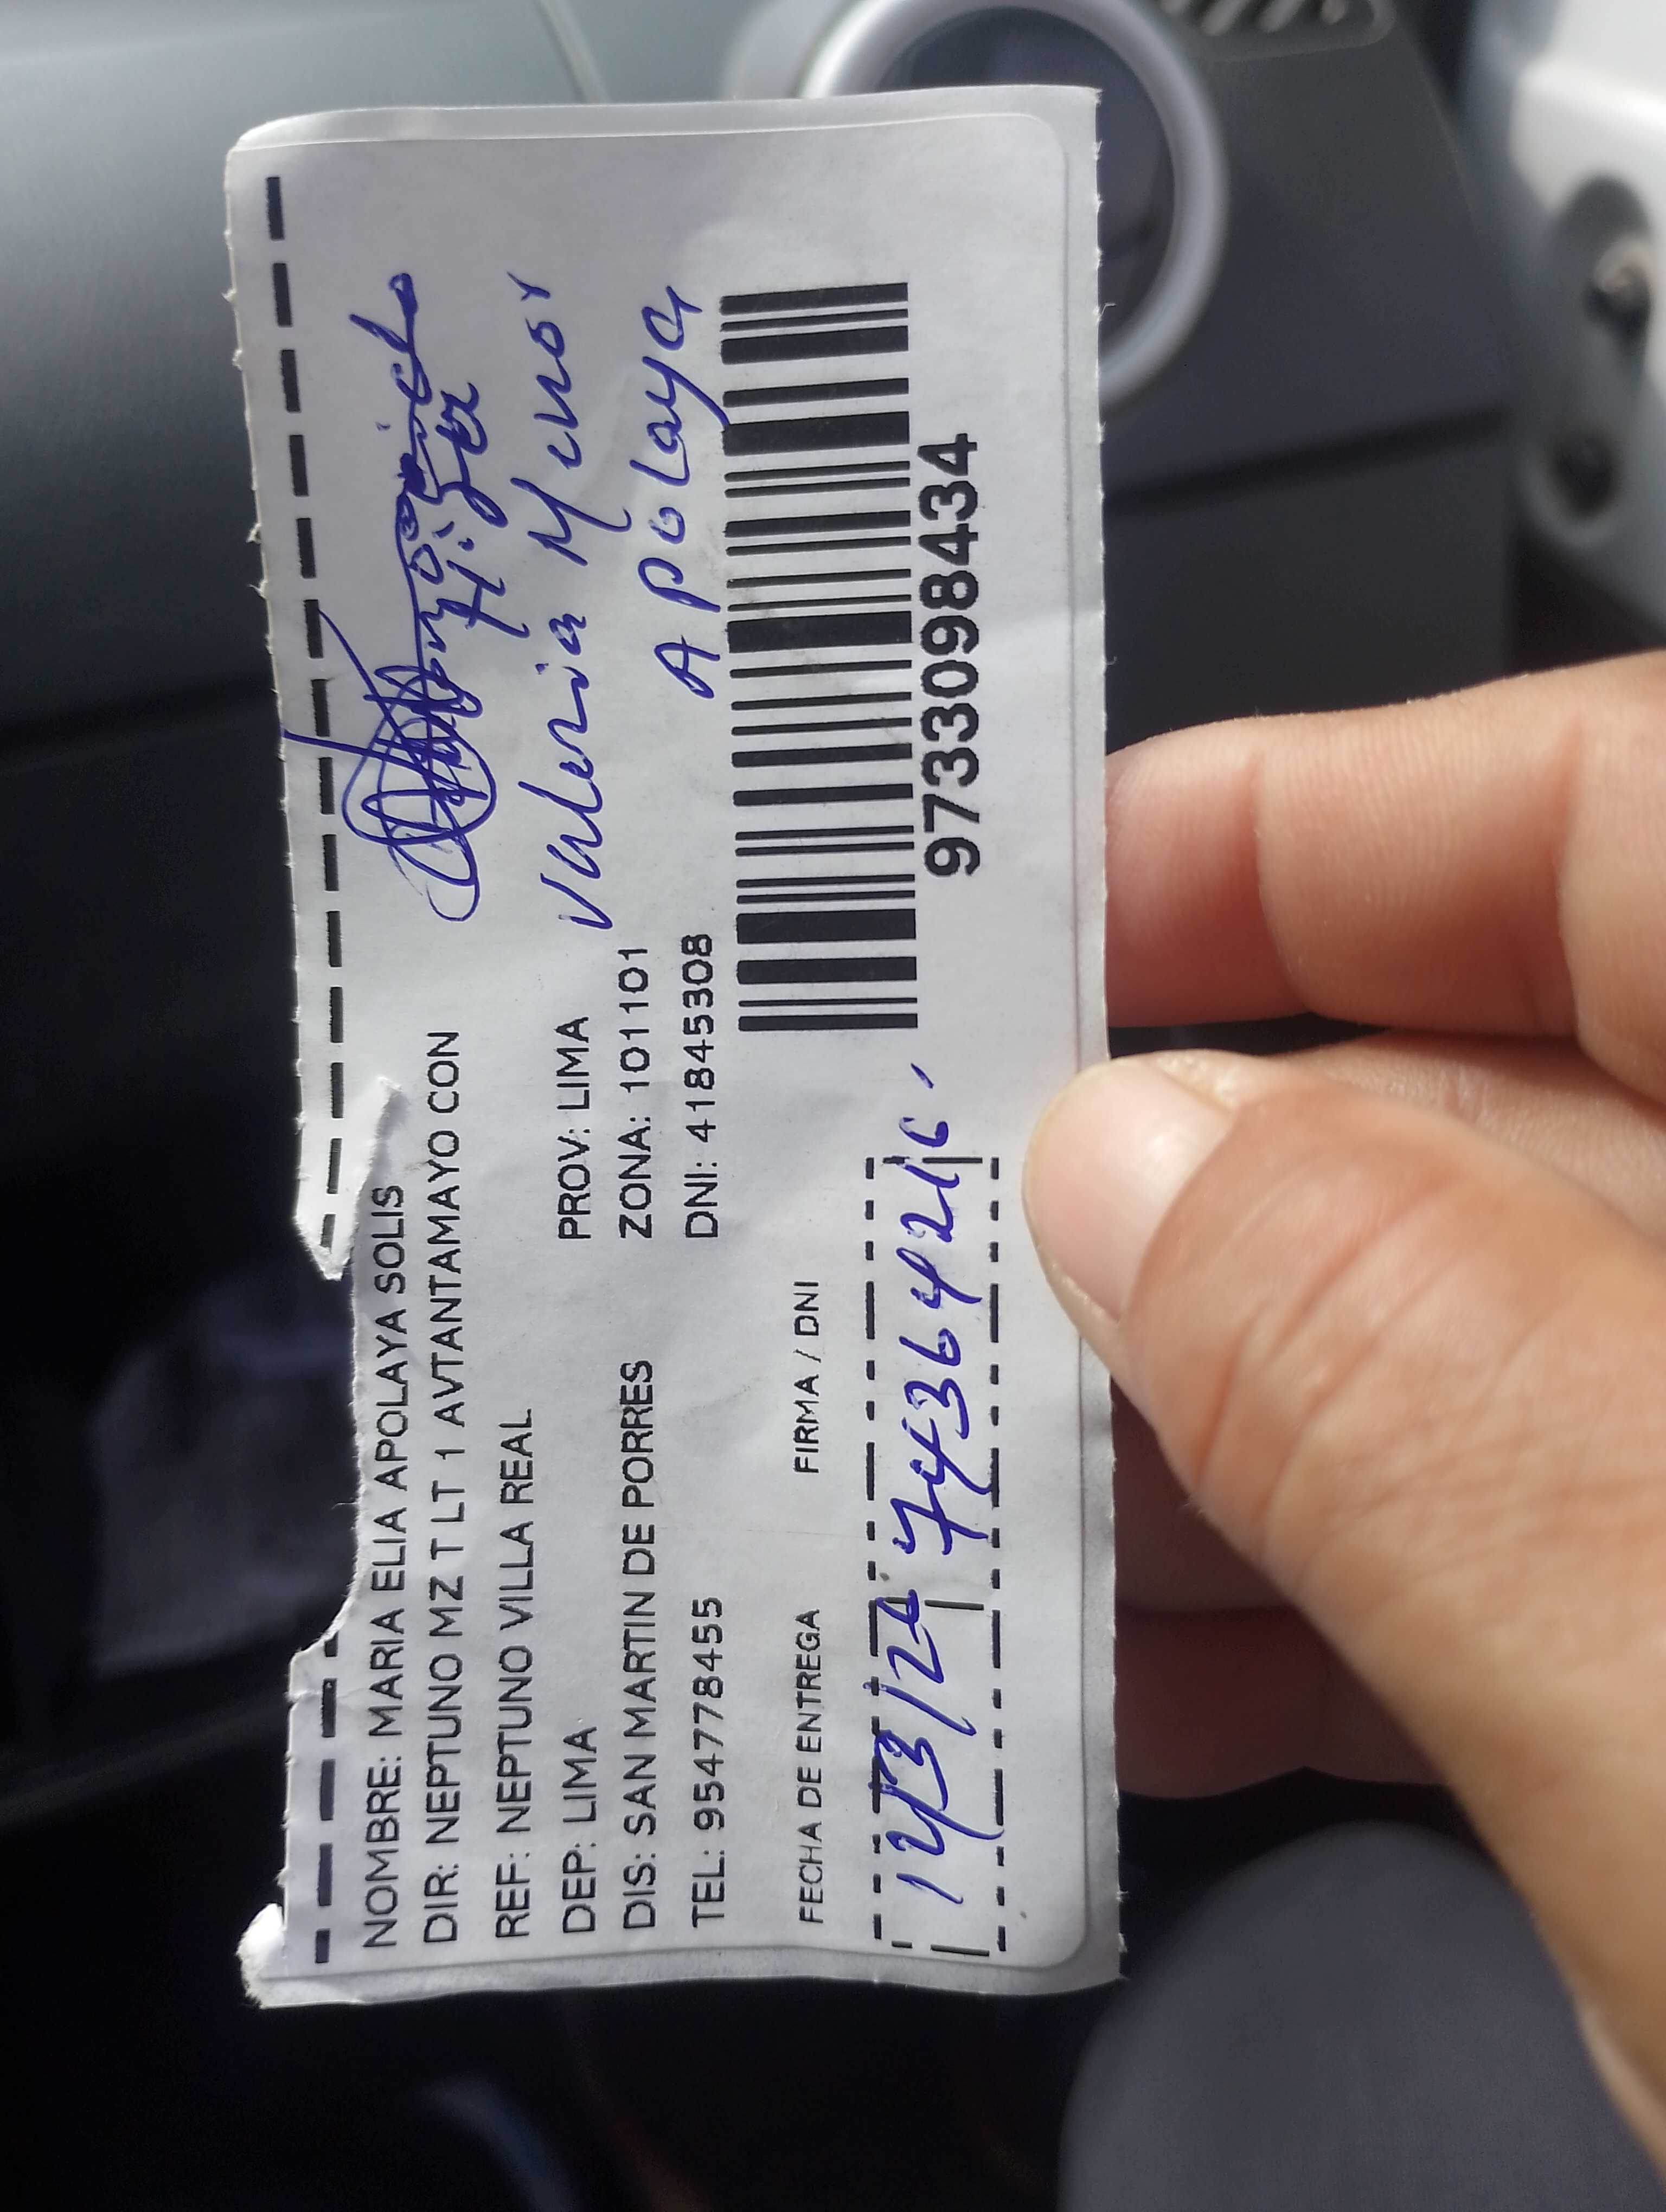 NOMBRE: MARIA ELIA APOLAYA SOLIS
DIR: NEPTUNO MZ T LT 1 AVTANTAMAYO CON
REF: NEPTUNO VILLA REAL
DEP: LIMA PROV: LIMA
DIS: SAN MARTIN DE PORRES ZONA: 101101
TEL: 954778455 DNI: 41845308
Hija
Valeria M
Apolaya
FECHA DE ENTREGA FIRMA / DNI
74364216
9733098434